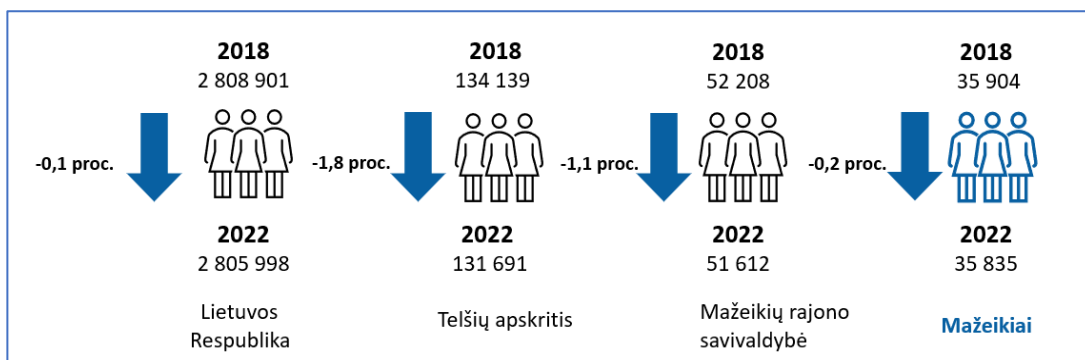 2018
2 808 901
-0,1 proc.
2022
2 805 998
Lietuvos
Respublika
2018
134 139
-1,8 proc.
2022
131 691
Telšių apskritis
2018
52 208
-1,1 proc.
2022
51 612
Mažeikių rajono
savivaldybė
2018
35 904
-0,2 proc.
2022
35 835
Mažeikiai